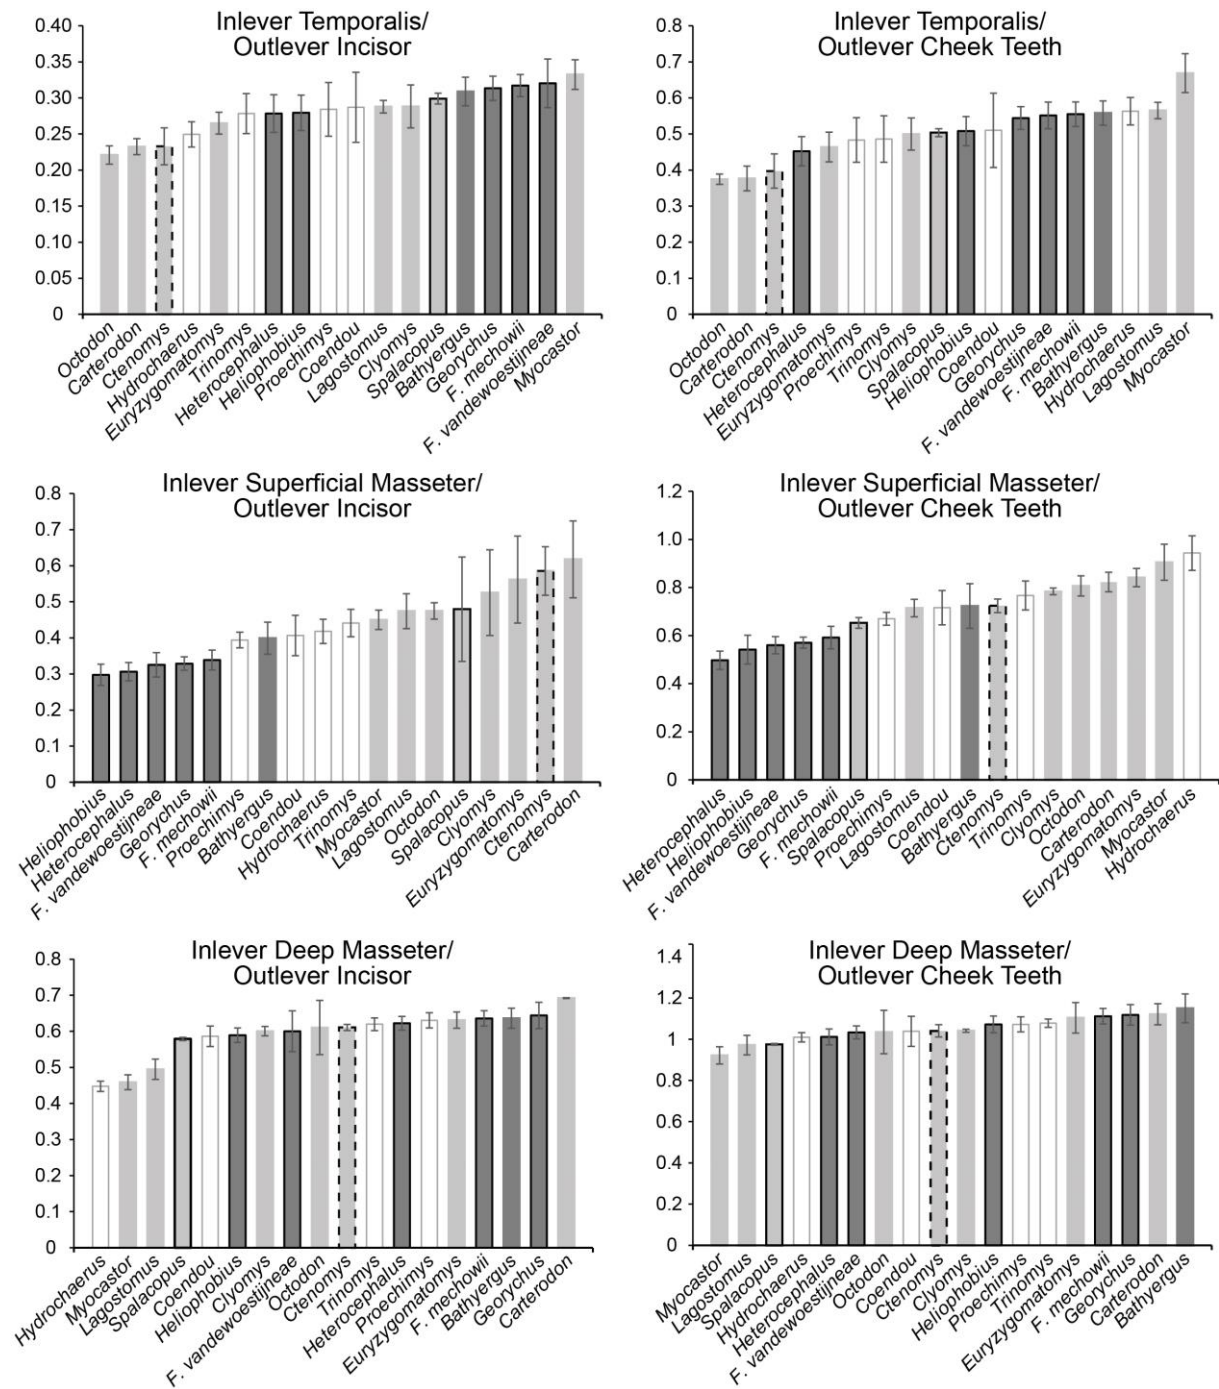 Inlever Temporalis/
Outlever Incisor
0.40
0.35
0.30
0.25
0.20
0.15
0.10
0.05
0
Octodon
Carterodon
Ctenomys
Hydrochaerus
Euryzygomatomys
Trinomys
Heterocephalus
Heliophobius
Proechimys
Coendou
Lagostomus
Clyomys
Spalacopus
Bathyergus
Georychus
F. mechowii
F. vandewoestijneae
Myocastor
Inlever Temporalis/
Outlever Cheek Teeth
0.8
0.7
0.6
0.5
0.4
0.3
0.2
0.1
0
Octodon
Carterodon
Ctenomys
Heterocephalus
Euryzygomatomys
Proechimys
Trinomys
Clyomys
Spalacopus
Heliophobius
Coendou
Georychus
F. vandewoestijneae
F. mechowii
Bathyergus
Hydrochaerus
Lagostomus
Myocastor
Inlever Superficial Masseter/
Outlever Incisor
0.8
0.7
0.6
0.5
0.4
0.3
0.2
0.1
0
Heliophobius
Heterocephalus
F. vandewoestijneae
Georychus
F. mechowii
Proechimys
Bathyergus
Coendou
Hydrochaerus
Trinomys
Myocastor
Lagostomus
Octodon
Spalacopus
Clyomys
Euryzygomatomys
Ctenomys
Carterodon
Inlever Superficial Masseter/
Outlever Cheek Teeth
1.2
1.0
0.8
0.6
0.4
0.2
0
Heterocephalus
Heliophobius
F. vandewoestijneae
Georychus
F. mechowii
Spalacopus
Proechimys
Lagostomus
Coendou
Bathyergus
Ctenomys
Trinomys
Clyomys
Octodon
Carterodon
Euryzygomatomys
Myocastor
Hydrochaerus
Inlever Deep Masseter/
Outlever Incisor
0.8
0.7
0.6
0.5
0.4
0.3
0.2
0.1
0
Hydrochaerus
Myocastor
Lagostomus
Spalacopus
Coendou
Heliophobius
Clyomys
F. vandewoestijneae
Octodon
Ctenomys
Trinomys
Heterocephalus
Proechimys
Euryzygomatomys
F. mechowii
Bathyergus
Georychus
Carterodon
Inlever Deep Masseter/
Outlever Cheek Teeth
1.4
1.2
1
0.8
0.6
0.4
0.2
0
Myocastor
Lagostomus
Spalacopus
Hydrochaerus
Heterocephalus
F. vandewoestijneae
Octodon
Coendou
Ctenomys
Clyomys
Heliophobius
Proechimys
Trinomys
Euryzygomatomys
F. mechowii
Georychus
Carterodon
Bathyergus